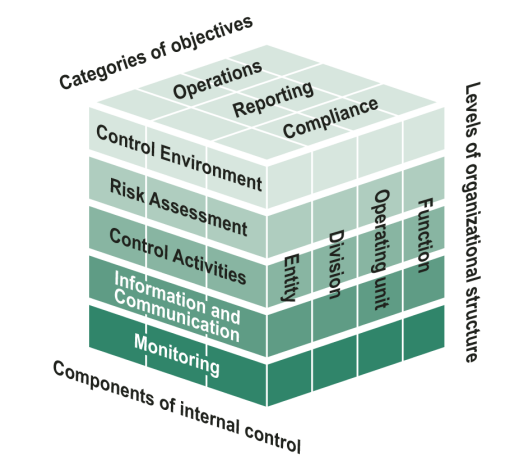 Categories of objectives
Operations
Reporting
Compliance
Control Environment
Risk Assessment
Control Activities
Information and
Communication
Monitoring
Entity
Division
Operating unit
Function
Levels of organizational structure
Components of internal control